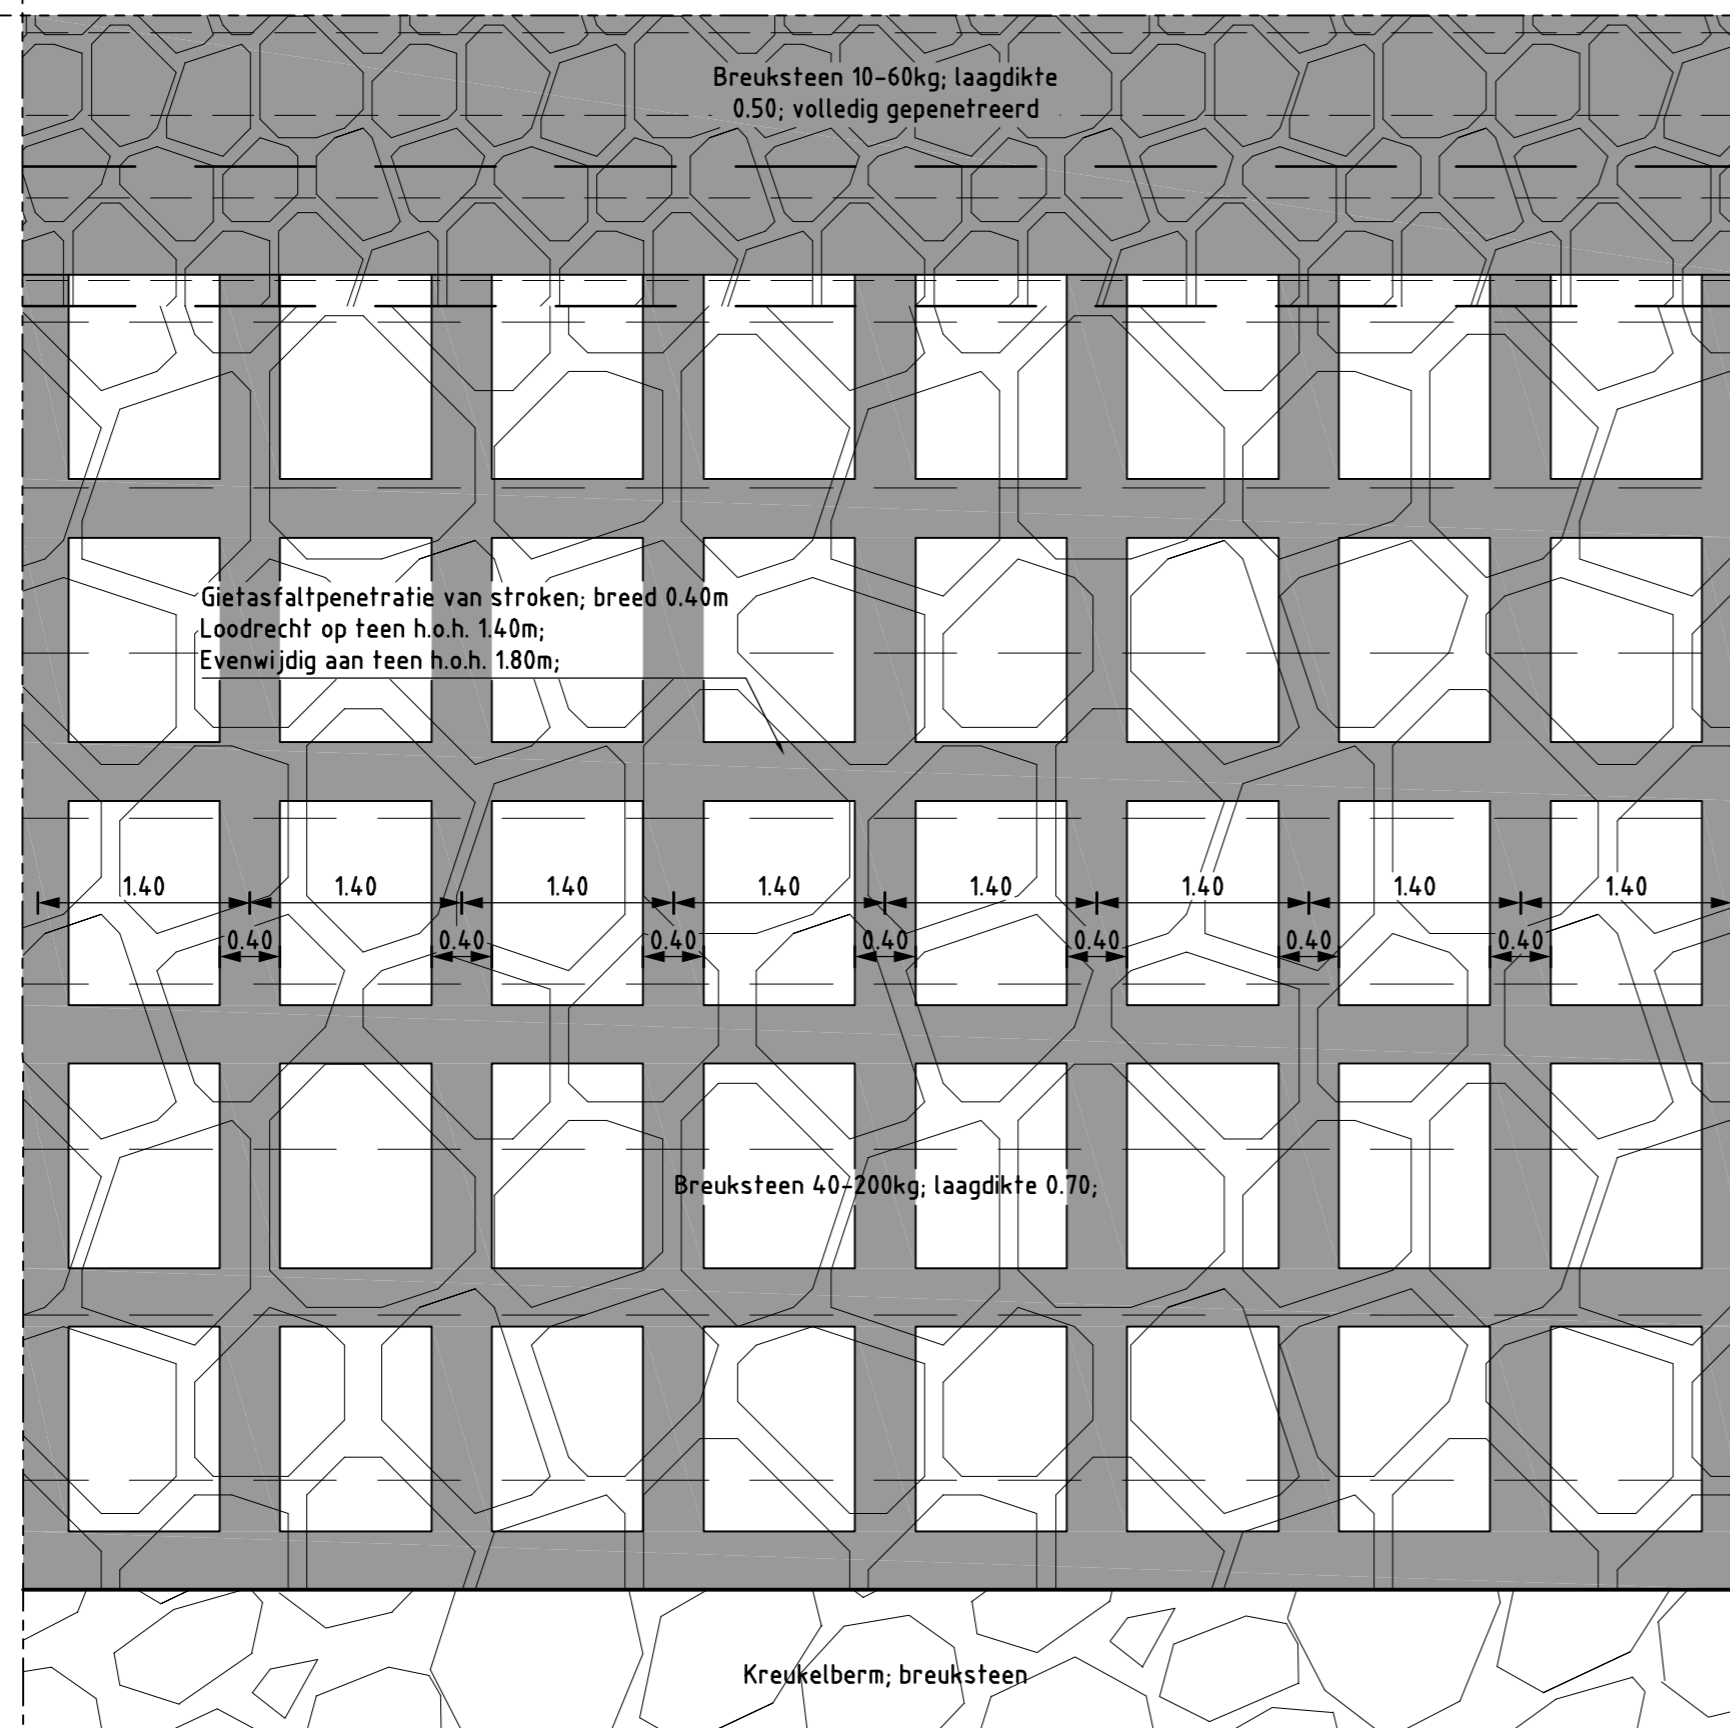 Breuksteen 10-60kg; laagdikte
0.50; volledig gepenetreerd
Gietasfaltpenetratie van stroken; breed 0.40m
Loodrecht op teen h.o.h. 1.40m;
Evenwijdig aan teen h.o.h. 1.80m;
1.40 1.40 1.40 1.40 1.40 1.40 1.40 1.40
0.40 0.40 0.40 0.40 0.40 0.40 0.40
Breuksteen 40-200kg; laagdikte 0.70;
Kreukelberm; breuksteen